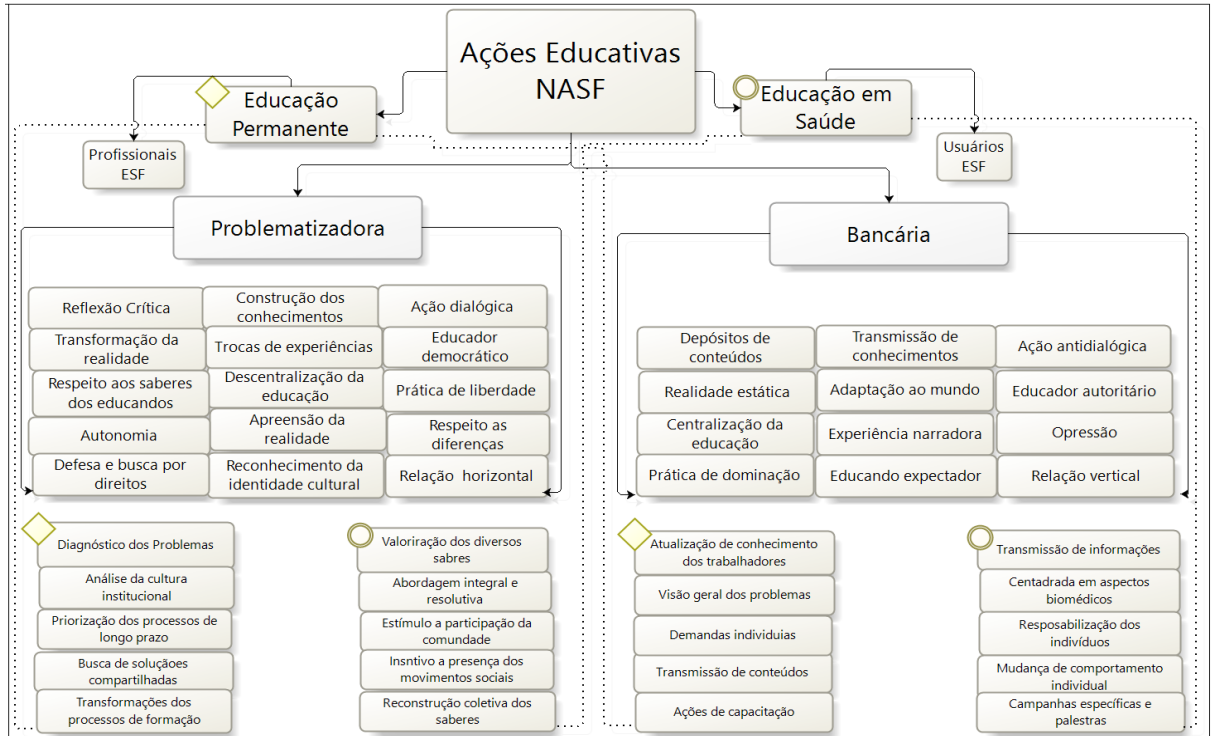 Ações Educativas
NASF
Educação
Permanente
Educação em
Saúde
Profissionais
ESF
Usuários
ESF
Problematizadora
Bancária
Reflexão Crítica
Construção dos
conhecimentos
Ação dialógica
Transformação da
realidade
Trocas de experiências
Educador
democrático
Respeito aos saberes
dos educandos
Descentralização da
educação
Prática de liberdade
Autonomia
Apreensão da
realidade
Respeito as
diferenças
Defesa e busca por
direitos
Reconhecimento da
identidade cultural
Relação horizontal
Depósitos de
conteúdos
Transmissão de
conhecimentos
Ação antidialógica
Realidade estática
Adaptação ao mundo
Educador autoritário
Centralização da
educação
Experiência narradora
Opressão
Prática de dominação
Educando expectador
Relação vertical
Diagnóstico dos Problemas
Análise da cultura
institucional
Priorização dos processos de
longo prazo
Busca de soluçãoes
compartilhadas
Transformações dos
processos de formação
Valoriração dos diversos
sabres
Abordagem integral e
resolutiva
Estímulo a participação da
comunidade
Insntivo a presença dos
movimentos sociais
Reconstrução coletiva dos
saberes
Atualização de conhecimento
dos trabalhadores
Visão geral dos problemas
Demandas individuias
Transmissão de conteúdos
Ações de capacitação
Transmissão de informações
Centadrada em aspectos
biomédicos
Resposabilização dos
indivíduos
Mudança de comportamento
individual
Campanhas específicas e
palestras